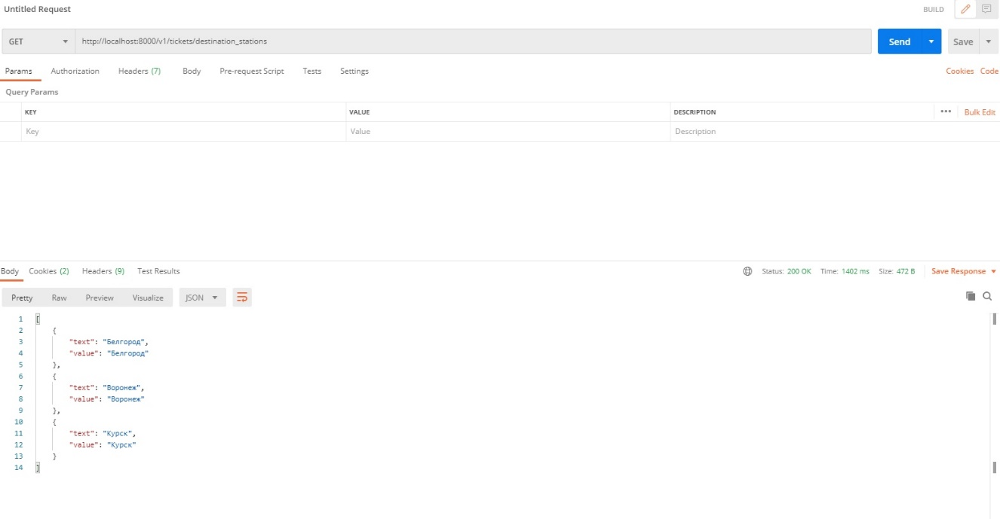 Untitled Request
BUILD
GET http://localhost:8000/v1/tickets/destination_stations Send Save
Params Authorization Headers (7) Body Pre-request Script Tests Settings Cookies Code
Query Params
KEY VALUE DESCRIPTION ••• Bulk Edit
Key Value Description
Body Cookies (2) Headers (9) Test Results Status: 200 OK Time: 1402 ms Size: 472 B Save Response
Pretty Raw Preview Visualize JSON
1 [
2 {
3 "text": "Белгород",
4 "value": "Белгород"
5 },
6 {
7 "text": "Воронеж",
8 "value": "Воронеж"
9 },
10 {
11 "text": "Курск",
12 "value": "Курск"
13 }
14 ]